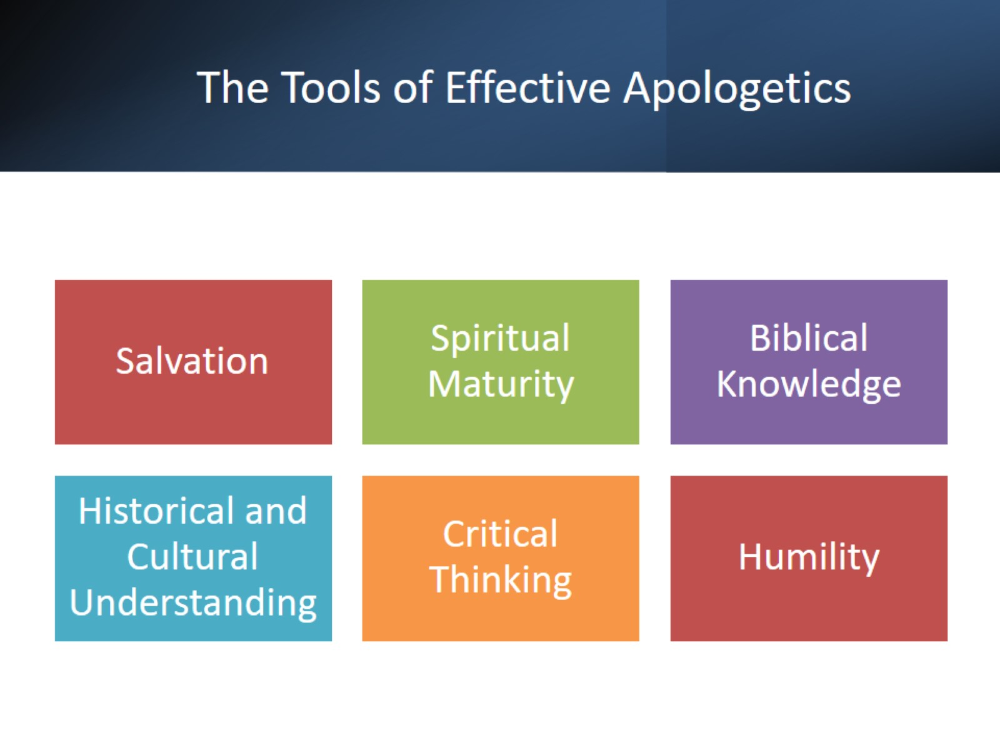 The Tools of Effective Apologetics
Salvation
Spiritual
Maturity
Biblical
Knowledge
Historical and
Cultural
Understanding
Critical
Thinking
Humility